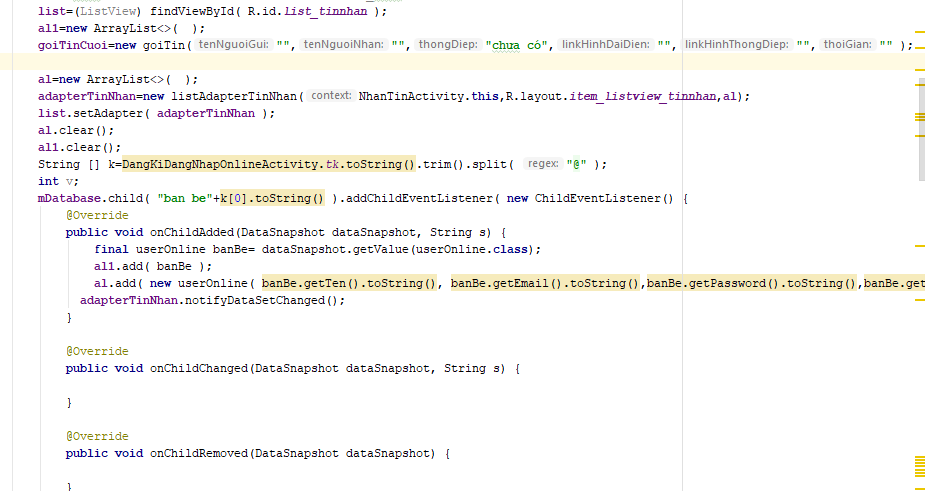 list=(ListView) findViewById( R.id.list_tinnhan );
al1=new ArrayList<>(  );
goiTinCuoi=new goiTin( tenNguoiGui: "", tenNguoiNhan: "", thongDiep: "chưa có", linkHinhDaiDien: "", linkHinhThongDiep: "", thoiGian: "" );
al=new ArrayList<>(  );
adapterTinNhan=new listAdapterTinNhan( context: NhanTinActivity.this,R.layout.item_listview_tinnhan,al);
list.setAdapter( adapterTinNhan );
al.clear();
al1.clear();
String [] k=DangKiDangNhapOnlineActivity.tk.toString().trim().split( regex: "@" );
int v;
mDatabase.child( "ban be"+k[0].toString() ).addChildEventListener( new ChildEventListener() {
@Override
public void onChildAdded(DataSnapshot dataSnapshot, String s) {
final userOnline banBe= dataSnapshot.getValue(userOnline.class);
al1.add( banBe );
al.add( new userOnline( banBe.getTen().toString(), banBe.getEmail().toString(),banBe.getPassword().toString(),banBe.get
adapterTinNhan.notifyDataSetChanged();
}
@Override
public void onChildChanged(DataSnapshot dataSnapshot, String s) {
}
@Override
public void onChildRemoved(DataSnapshot dataSnapshot) {
}